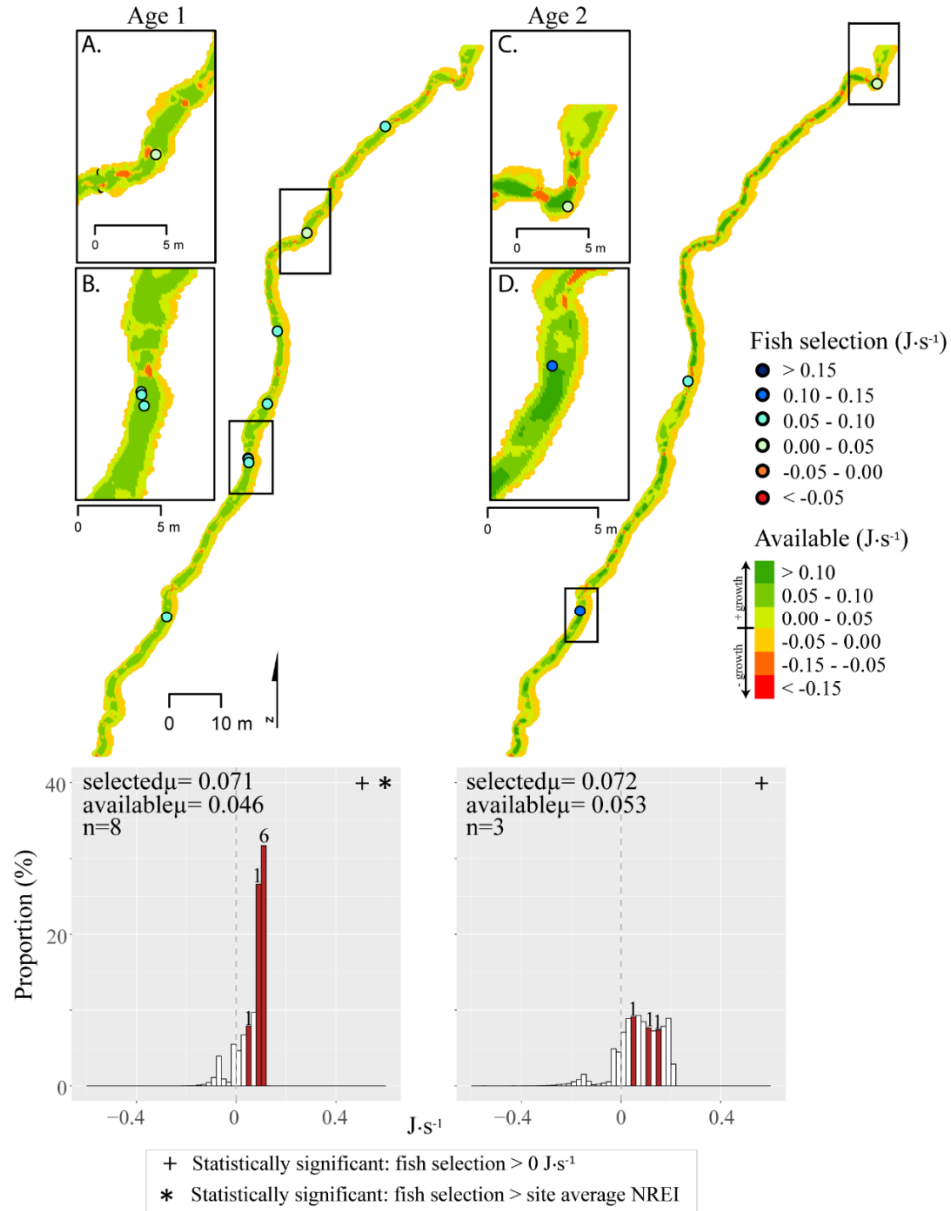 Age 1
Age 2
A.
0 5 m
B.
0 5 m
C.
0 5 m
D.
0 5 m
0 10 m
N
Fish selection (J·s⁻¹)
> 0.15
0.10 - 0.15
0.05 - 0.10
0.00 - 0.05
-0.05 - 0.00
< -0.05
Available (J·s⁻¹)
+ growth
- growth
> 0.10
0.05 - 0.10
0.00 - 0.05
-0.05 - 0.00
-0.15 - -0.05
< -0.15
Proportion (%)
40
20
0
selectedμ= 0.071
availableμ= 0.046
n=8
+ *
1
1
6
−0.4 0 0.4
selectedμ= 0.072
availableμ= 0.053
n=3
+
1
1
1
−0.4 0 0.4
J·s⁻¹
+ Statistically significant: fish selection > 0 J·s⁻¹
* Statistically significant: fish selection > site average NREI